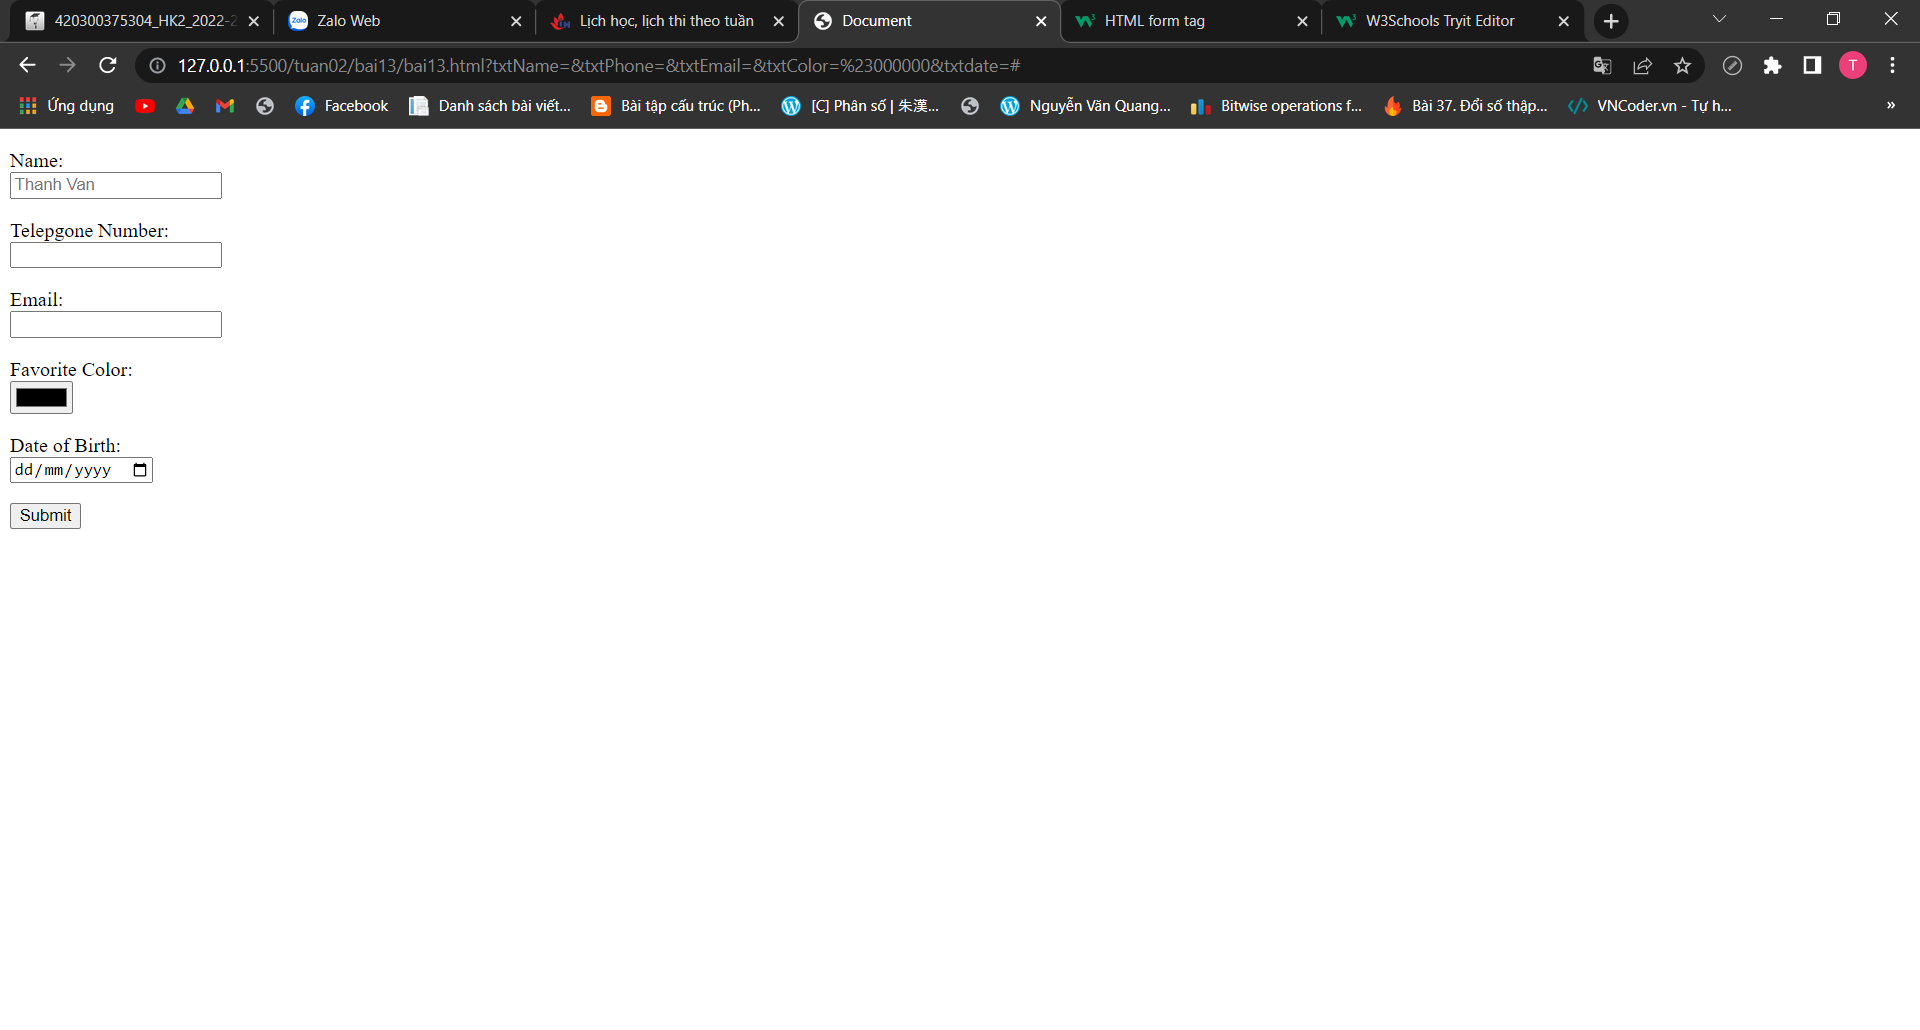 420300375304_HK2_2022-2
Zalo Web
Lịch học, lịch thi theo tuần
Document
HTML form tag
W3Schools Tryit Editor
127.0.0.1:5500/tuan02/bai13/bai13.html?txtName=&txtPhone=&txtEmail=&txtColor=%23000000&txtdate=#
T
Ứng dụng
Facebook
Danh sách bài viết...
Bài tập cấu trúc (Ph...
[C] Phân số | 朱漢...
Nguyễn Văn Quang...
Bitwise operations f...
Bài 37. Đổi số thập...
VNCoder.vn - Tự h...
»
Name:
Thanh Van
Telepgone Number:
Email:
Favorite Color:
Date of Birth:
dd/mm/yyyy
Submit